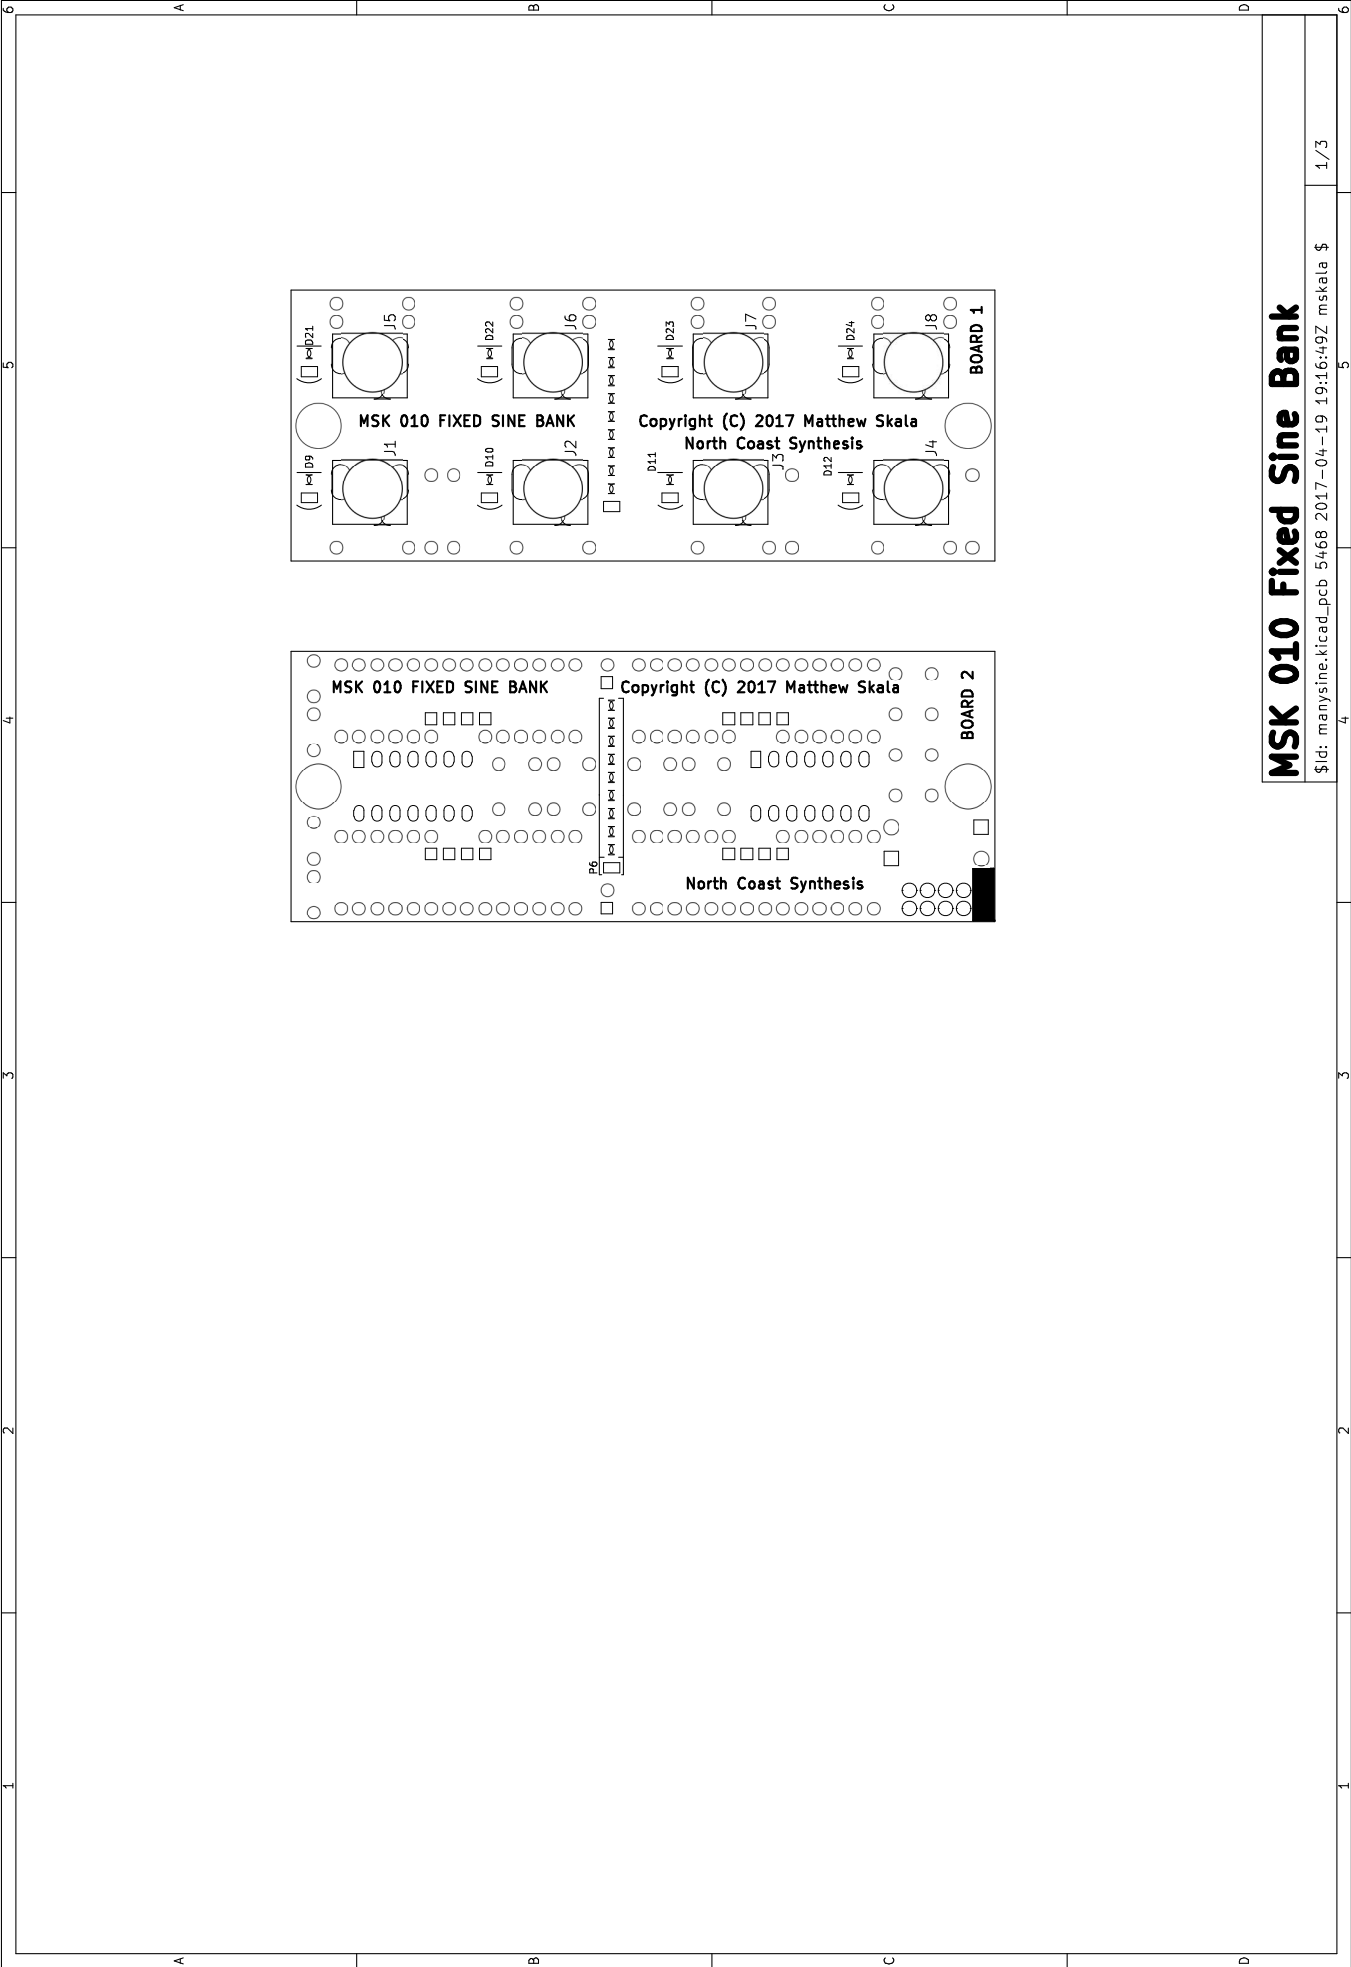 6
A
B
C
D
6
D21
J5
D22
J6
D23
J7
D24
J8
BOARD 1
MSK 010 FIXED SINE BANK
Copyright (C) 2017 Matthew Skala
North Coast Synthesis
D9
J1
D10
J2
D11
J3
D12
J4
5
5
MSK 010 FIXED SINE BANK
Copyright (C) 2017 Matthew Skala
BOARD 2
P6
North Coast Synthesis
4
4
MSK 010 Fixed Sine Bank
$Id: manysine.kicad_pcb 5468 2017-04-19 19:16:49Z mskala $
1/3
3
3
2
2
1
1
A
B
C
D